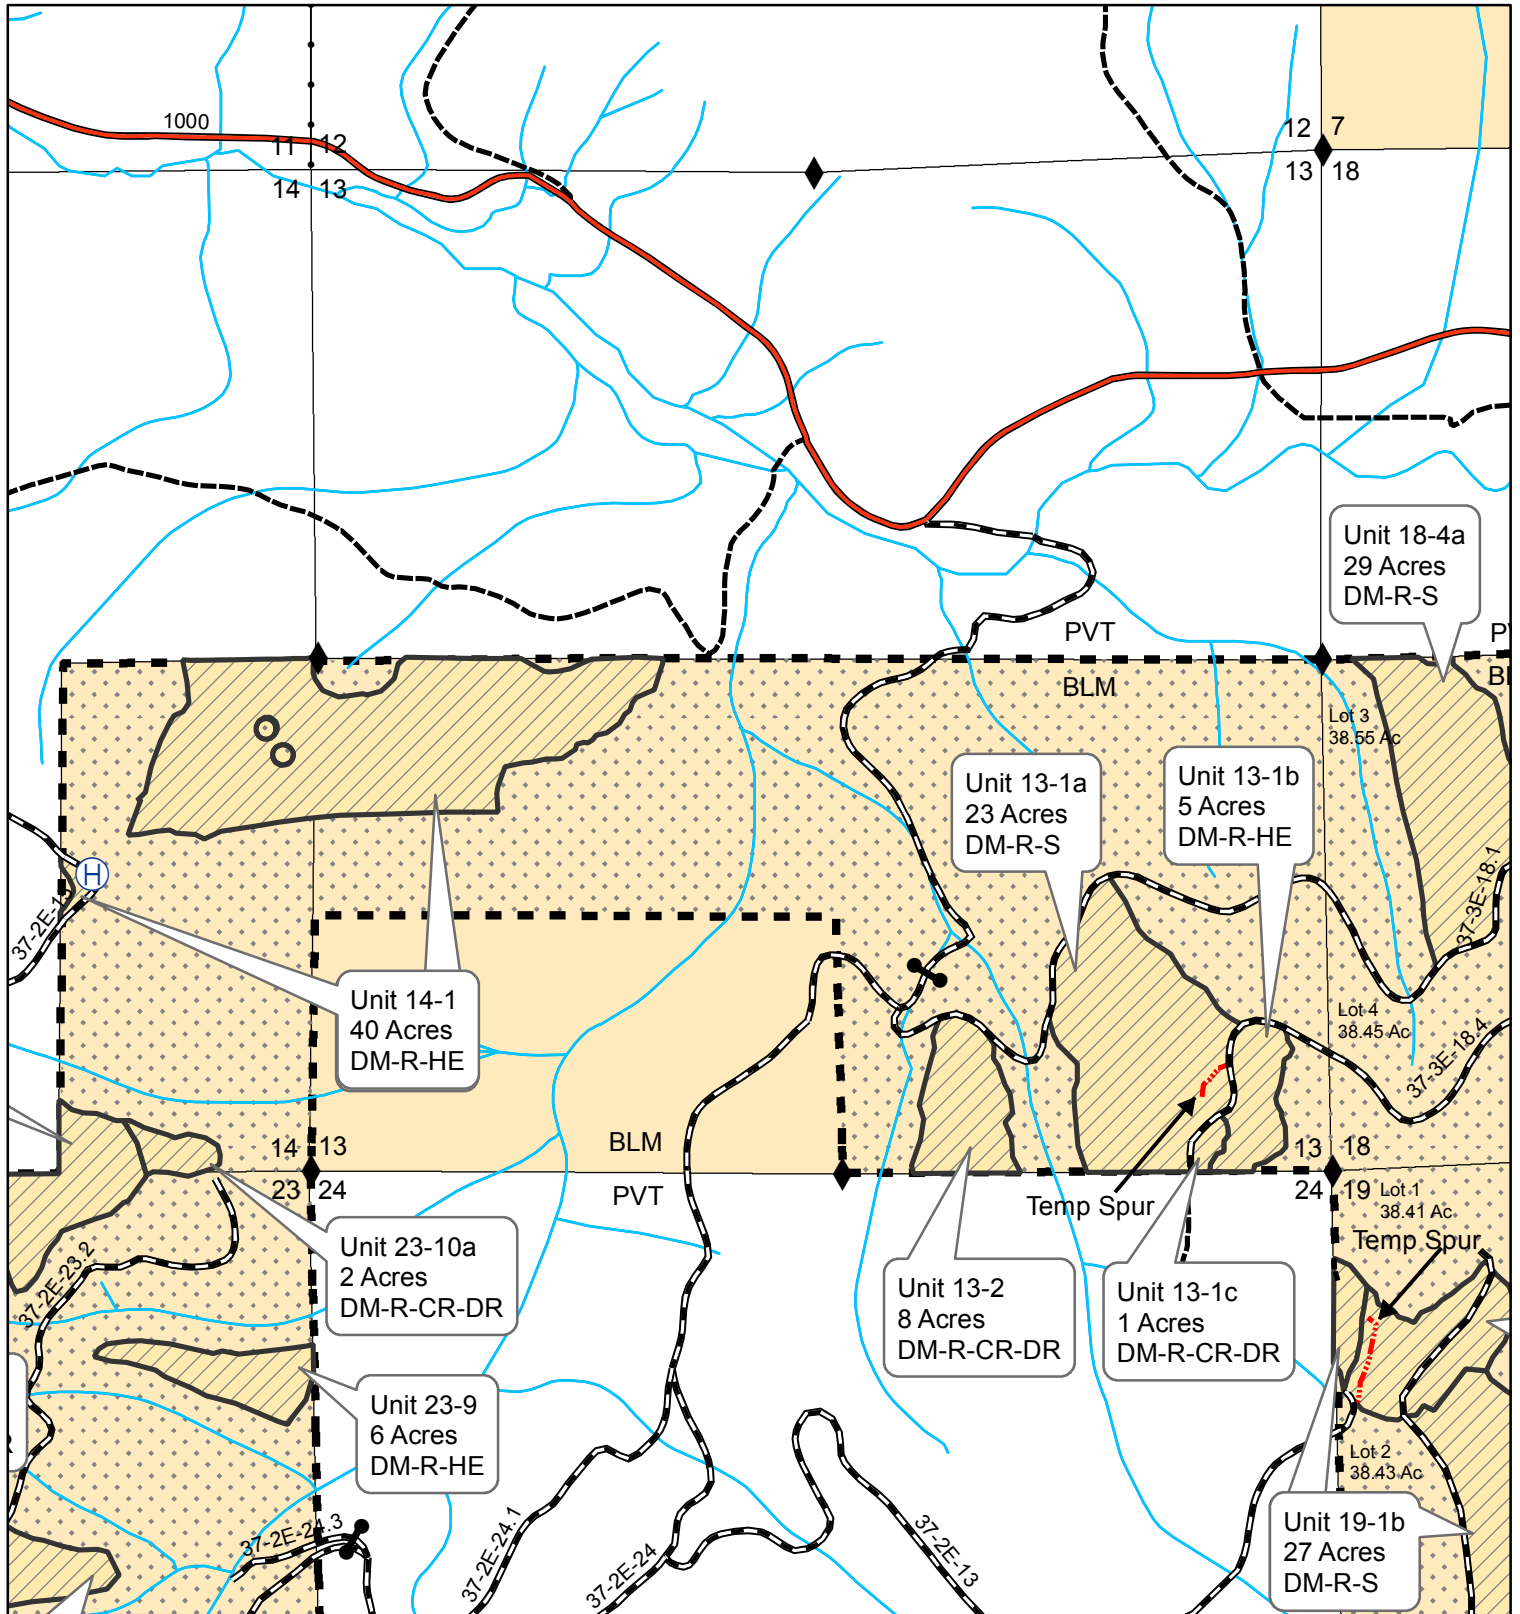 1000
11
12
14
13
12
7
13
18
Unit 18-4a
29 Acres
DM-R-S
PVT
BLM
Lot 3
38.55 Ac
Unit 13-1a
23 Acres
DM-R-S
Unit 13-1b
5 Acres
DM-R-HE
H
37-3E-18.1
Unit 14-1
40 Acres
DM-R-HE
Lot 4
38.45 Ac
37-3E-18.4
BLM
14
13
23
24
PVT
13
18
24
19
Temp Spur
Lot 1
38.41 Ac
Temp Spur
Unit 23-10a
2 Acres
DM-R-CR-DR
37-2E-23.2
Unit 13-2
8 Acres
DM-R-CR-DR
Unit 13-1c
1 Acres
DM-R-CR-DR
Unit 23-9
6 Acres
DM-R-HE
Lot 2
38.43 Ac
37-2E-24.3
37-2E-24.1
37-2E-24
37-2E-13
Unit 19-1b
27 Acres
DM-R-S